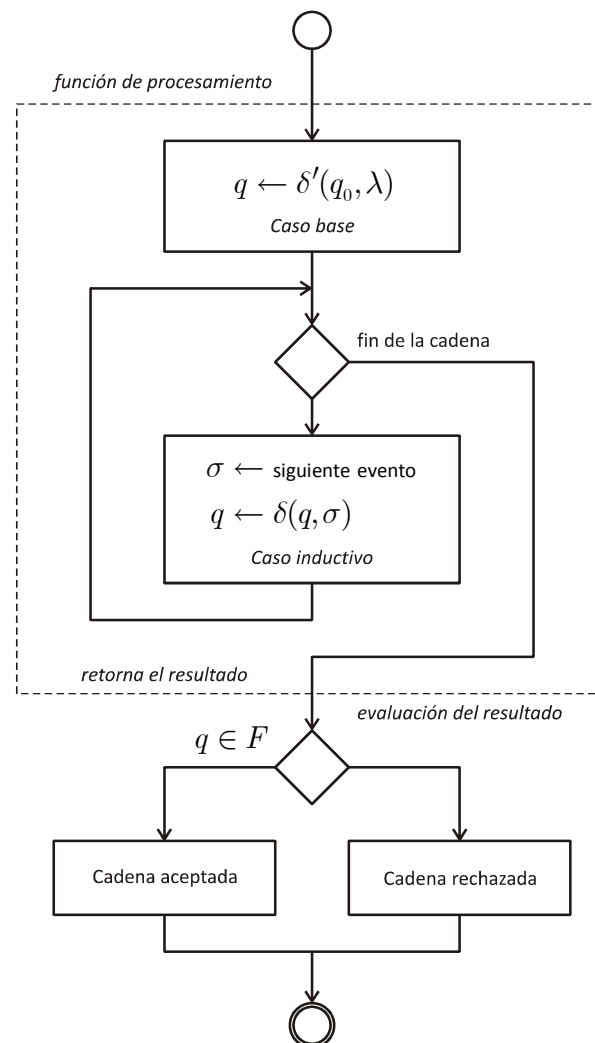 función de procesamiento
q ← δ′(q₀, λ)
Caso base
fin de la cadena
σ ← siguiente evento
q ← δ(q, σ)
Caso inductivo
retorna el resultado
evaluación del resultado
q ∈ F
Cadena aceptada
Cadena rechazada